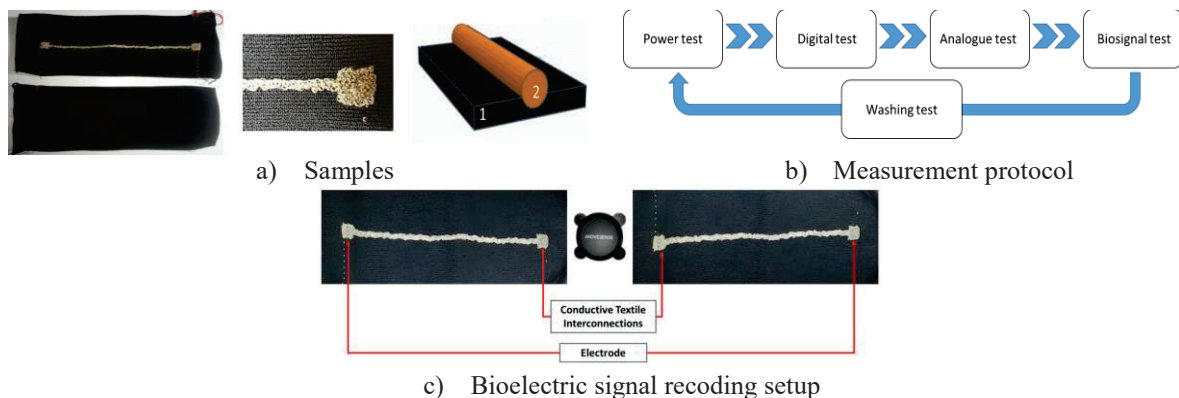 Power test
Digital test
Analogue test
Biosignal test
Washing test
1
2
a) Samples
b) Measurement protocol
MOVESENSE
Conductive Textile
Interconnections
Electrode
c) Bioelectric signal recoding setup